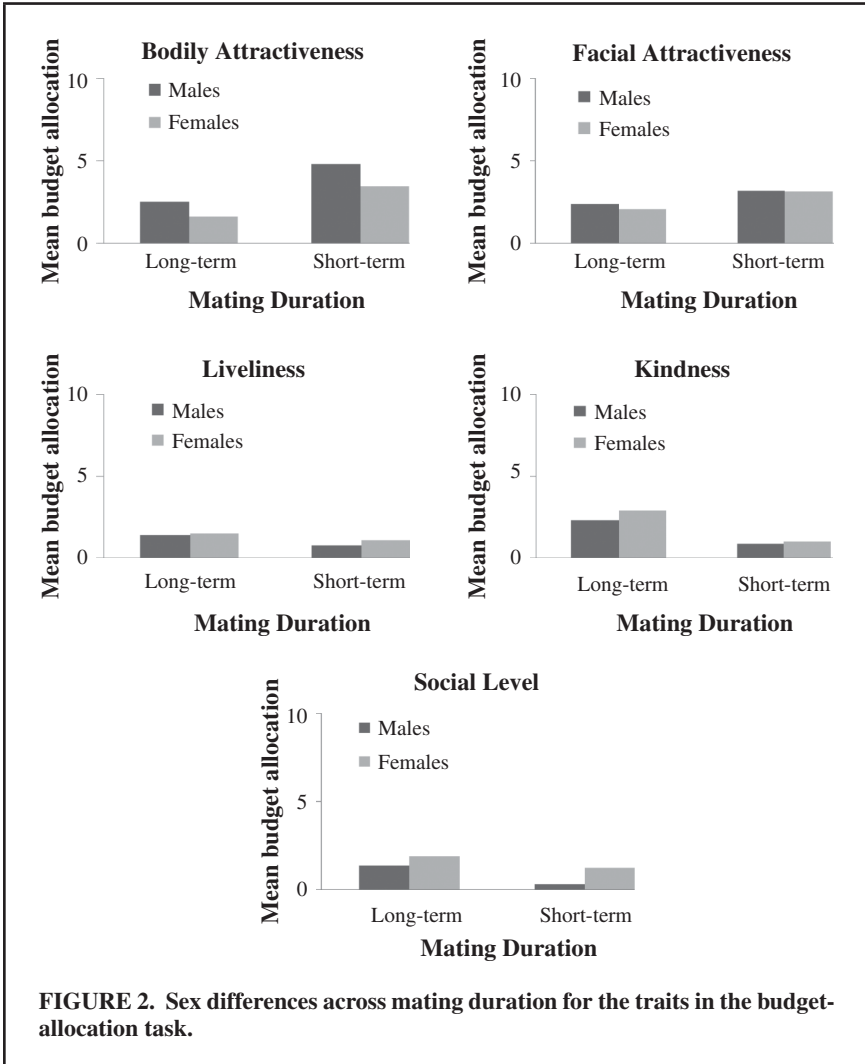 Bodily Attractiveness
Mean budget allocation
10
5
0
Males
Females
Long-term
Short-term
Mating Duration
Facial Attractiveness
Mean budget allocation
10
5
0
Males
Females
Long-term
Short-term
Mating Duration
Liveliness
Mean budget allocation
10
5
0
Males
Females
Long-term
Short-term
Mating Duration
Kindness
Mean budget allocation
10
5
0
Males
Females
Long-term
Short-term
Mating Duration
Social Level
Mean budget allocation
10
5
0
Males
Females
Long-term
Short-term
Mating Duration
FIGURE 2. Sex differences across mating duration for the traits in the budget-
allocation task.